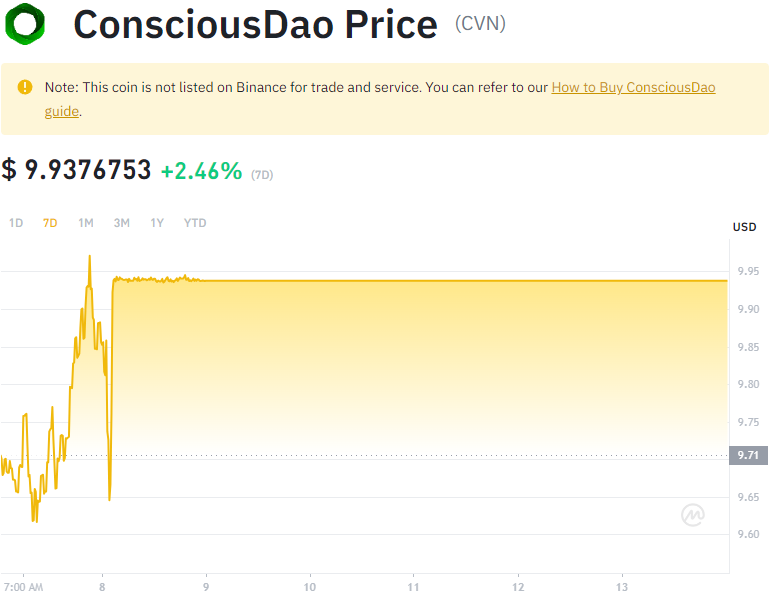 ConsciousDao Price (CVN)
Note: This coin is not listed on Binance for trade and service. You can refer to our How to Buy ConsciousDao
guide.
$ 9.9376753 +2.46% (7D)
1D 7D 1M 3M 1Y YTD
USD
9.95
9.90
9.85
9.80
9.75
9.71
9.65
9.60
7:00 AM 8 9 10 11 12 13